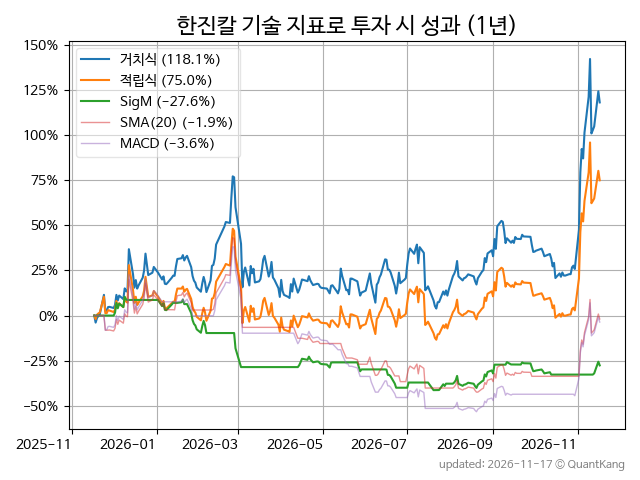 한진칼 기술 지표로 투자 시 성과 (1년)
150%
125%
100%
75%
50%
25%
0%
−25%
−50%
거치식 (118.1%)
적립식 (75.0%)
SigM (−27.6%)
SMA(20) (−1.9%)
MACD (−3.6%)
2025-11
2026-01
2026-03
2026-05
2026-07
2026-09
2026-11
updated: 2026-11-17 © QuantKang